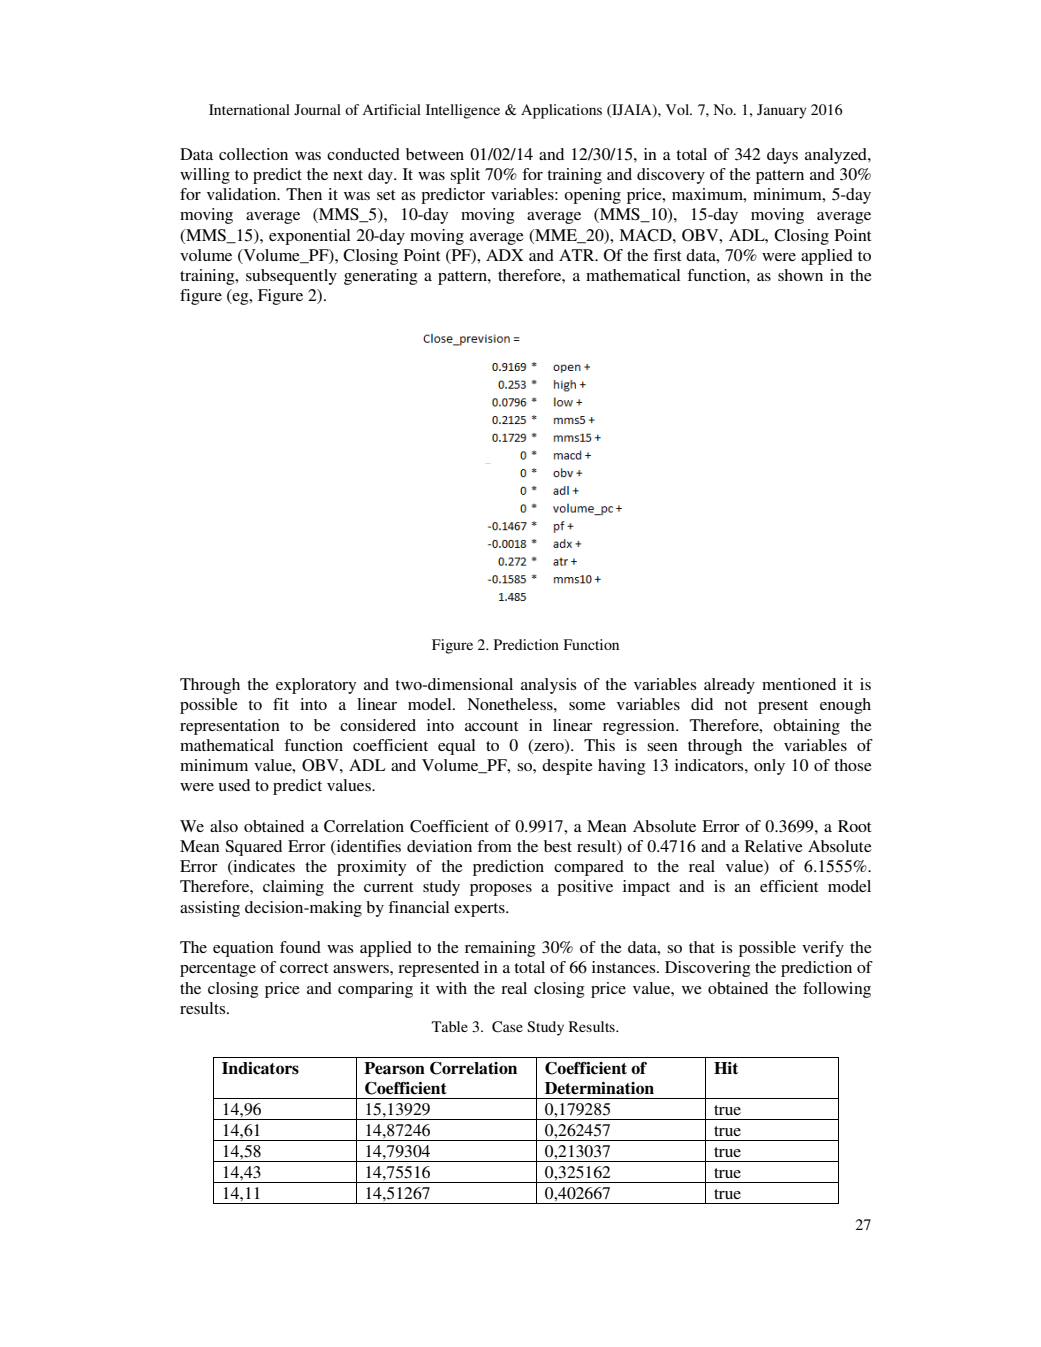 International Journal of Artificial Intelligence & Applications (IJAIA), Vol. 7, No. 1, January 2016
Data collection was conducted between 01/02/14 and 12/30/15, in a total of 342 days analyzed,
willing to predict the next day. It was split 70% for training and discovery of the pattern and 30%
for validation. Then it was set as predictor variables: opening price, maximum, minimum, 5-day
moving average (MMS_5), 10-day moving average (MMS_10), 15-day moving average
(MMS_15), exponential 20-day moving average (MME_20), MACD, OBV, ADL, Closing Point
volume (Volume_PF), Closing Point (PF), ADX and ATR. Of the first data, 70% were applied to
training, subsequently generating a pattern, therefore, a mathematical function, as shown in the
figure (eg, Figure 2).
Close_prevision =
0.9169 * open +
0.253 * high +
0.0796 * low +
0.2125 * mms5 +
0.1729 * mms15 +
0 * macd +
0 * obv +
0 * adl +
0 * volume_pc +
-0.1467 * pf +
-0.0018 * adx +
0.272 * atr +
-0.1585 * mms10 +
1.485
Figure 2. Prediction Function
Through the exploratory and two-dimensional analysis of the variables already mentioned it is
possible to fit into a linear model. Nonetheless, some variables did not present enough
representation to be considered into account in linear regression. Therefore, obtaining the
mathematical function coefficient equal to 0 (zero). This is seen through the variables of
minimum value, OBV, ADL and Volume_PF, so, despite having 13 indicators, only 10 of those
were used to predict values.
We also obtained a Correlation Coefficient of 0.9917, a Mean Absolute Error of 0.3699, a Root
Mean Squared Error (identifies deviation from the best result) of 0.4716 and a Relative Absolute
Error (indicates the proximity of the prediction compared to the real value) of 6.1555%.
Therefore, claiming the current study proposes a positive impact and is an efficient model
assisting decision-making by financial experts.
The equation found was applied to the remaining 30% of the data, so that is possible verify the
percentage of correct answers, represented in a total of 66 instances. Discovering the prediction of
the closing price and comparing it with the real closing price value, we obtained the following
results.
Table 3. Case Study Results.
Indicators Pearson Correlation Coefficient Coefficient of Determination Hit
14,96 15,13929 0,179285 true
14,61 14,87246 0,262457 true
14,58 14,79304 0,213037 true
14,43 14,75516 0,325162 true
14,11 14,51267 0,402667 true
27